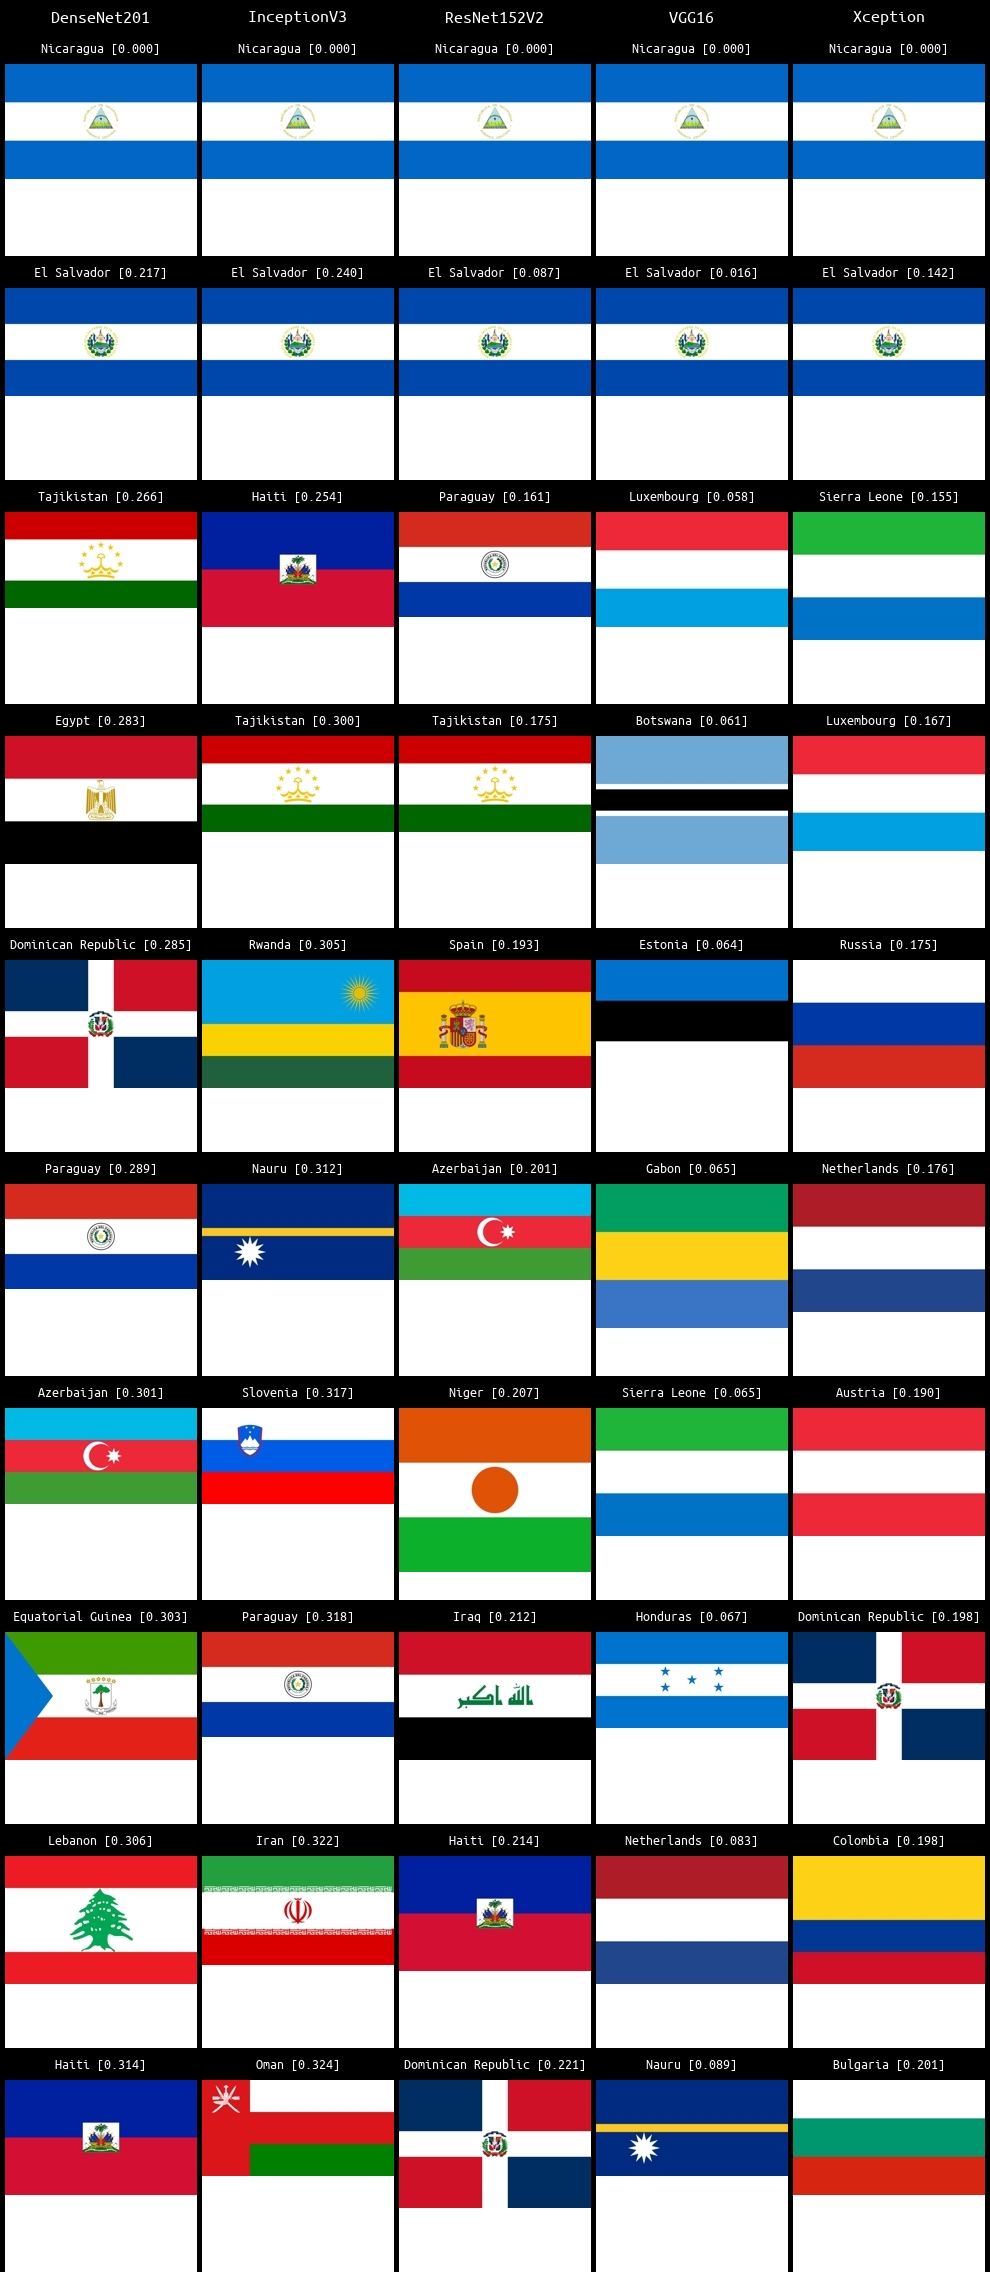 DenseNet201 InceptionV3 ResNet152V2 VGG16 Xception
Nicaragua [0.000] Nicaragua [0.000] Nicaragua [0.000] Nicaragua [0.000] Nicaragua [0.000]
El Salvador [0.217] El Salvador [0.240] El Salvador [0.087] El Salvador [0.016] El Salvador [0.142]
Tajikistan [0.266] Haiti [0.254] Paraguay [0.161] Luxembourg [0.058] Sierra Leone [0.155]
Egypt [0.283] Tajikistan [0.300] Tajikistan [0.175] Botswana [0.061] Luxembourg [0.167]
Dominican Republic [0.285] Rwanda [0.305] Spain [0.193] Estonia [0.064] Russia [0.175]
Paraguay [0.289] Nauru [0.312] Azerbaijan [0.201] Gabon [0.065] Netherlands [0.176]
Azerbaijan [0.301] Slovenia [0.317] Niger [0.207] Sierra Leone [0.065] Austria [0.190]
Equatorial Guinea [0.303] Paraguay [0.318] Iraq [0.212] Honduras [0.067] Dominican Republic [0.198]
الله اكبر
Lebanon [0.306] Iran [0.322] Haiti [0.214] Netherlands [0.083] Colombia [0.198]
Haiti [0.314] Oman [0.324] Dominican Republic [0.221] Nauru [0.089] Bulgaria [0.201]